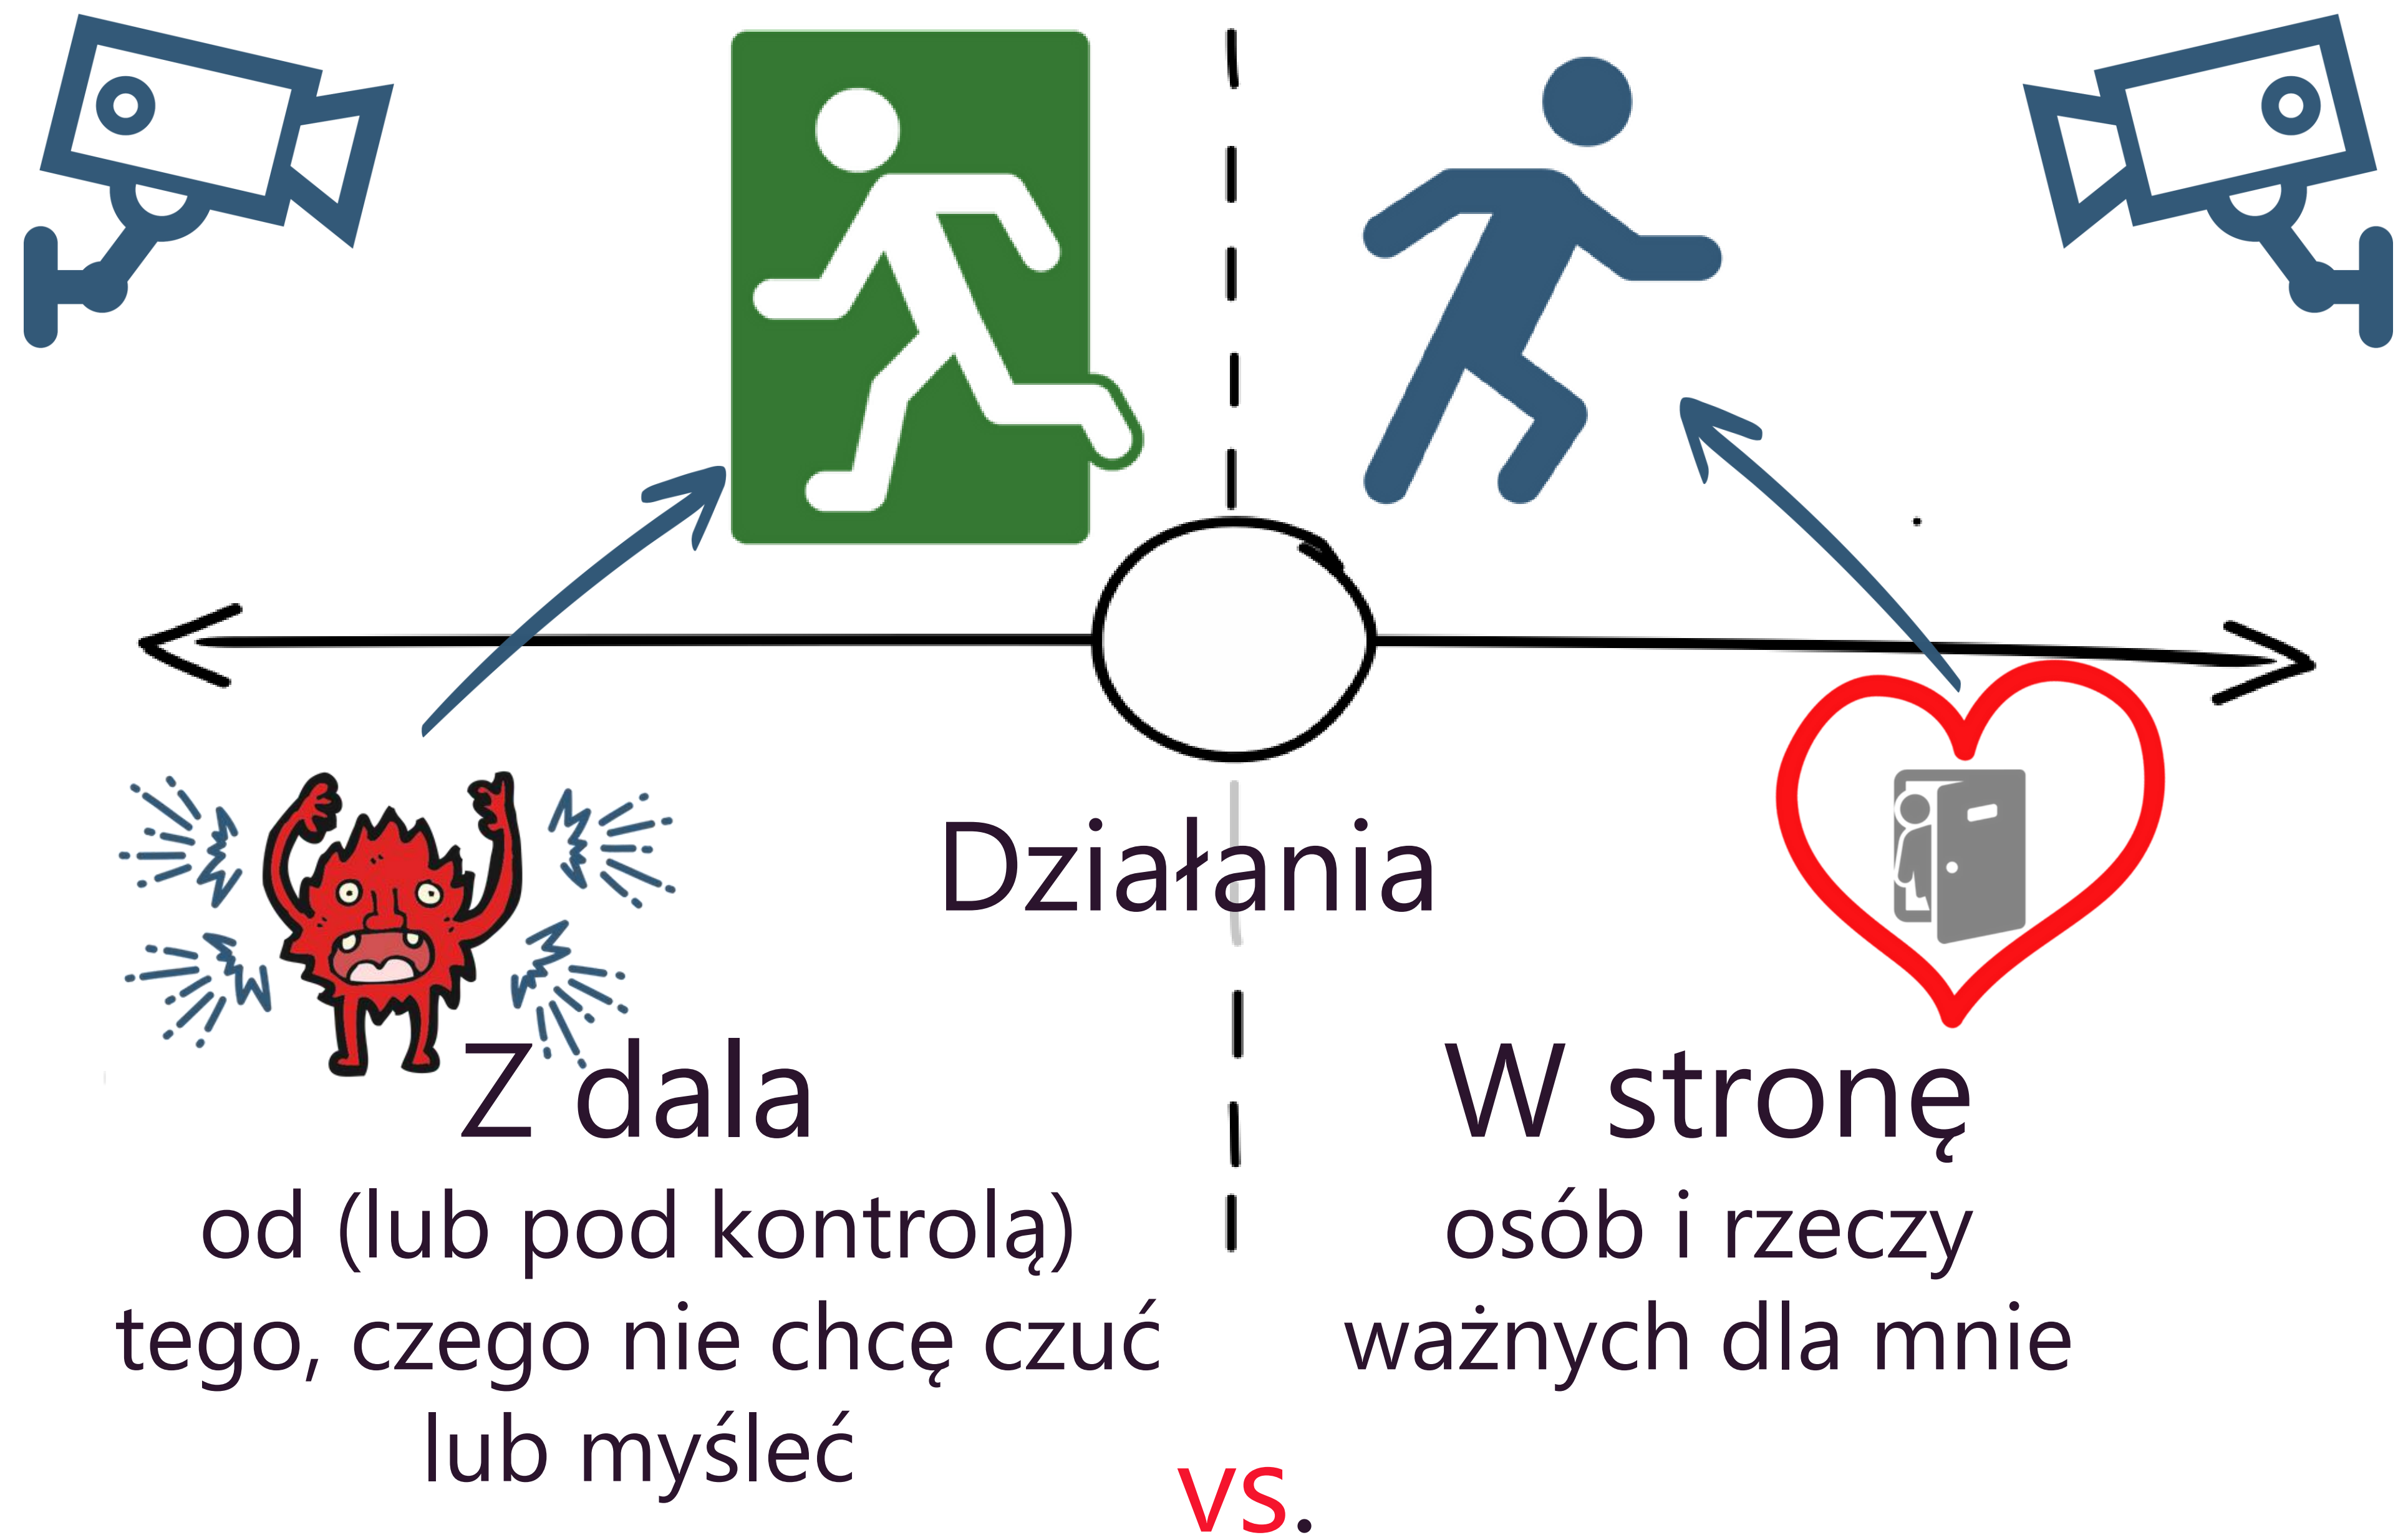 Działania
Z dala
od (lub pod kontrolą)
tego, czego nie chcę czuć
lub myśleć
W stronę
osób i rzeczy
ważnych dla mnie
vs.